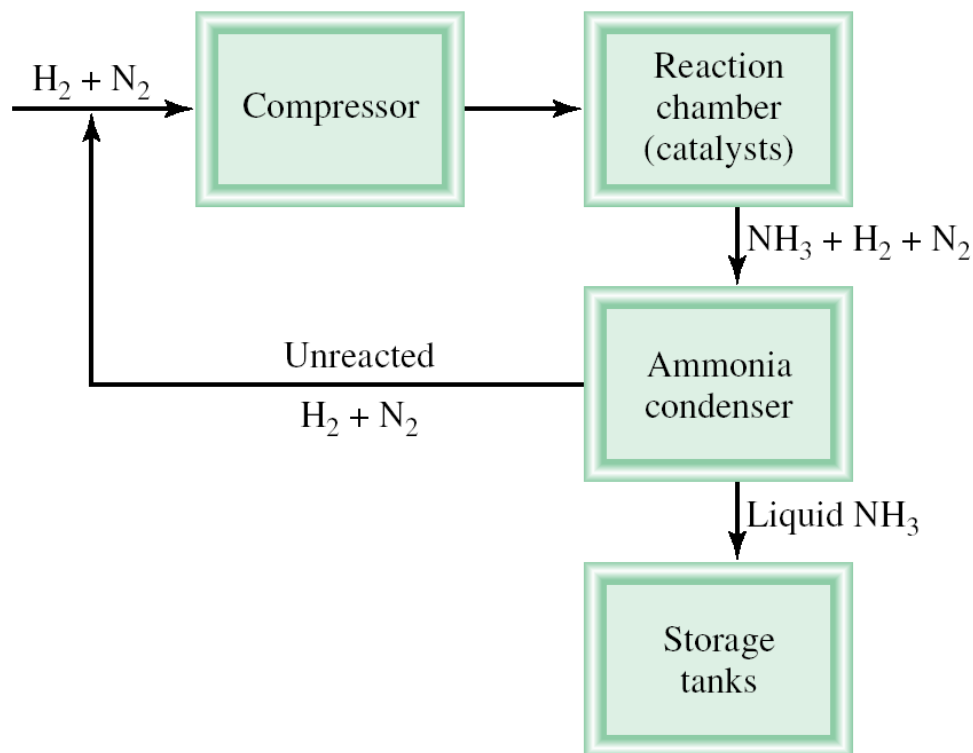 H₂ + N₂
Compressor
Reaction
chamber
(catalysts)
NH₃ + H₂ + N₂
Unreacted
H₂ + N₂
Ammonia
condenser
Liquid NH₃
Storage
tanks